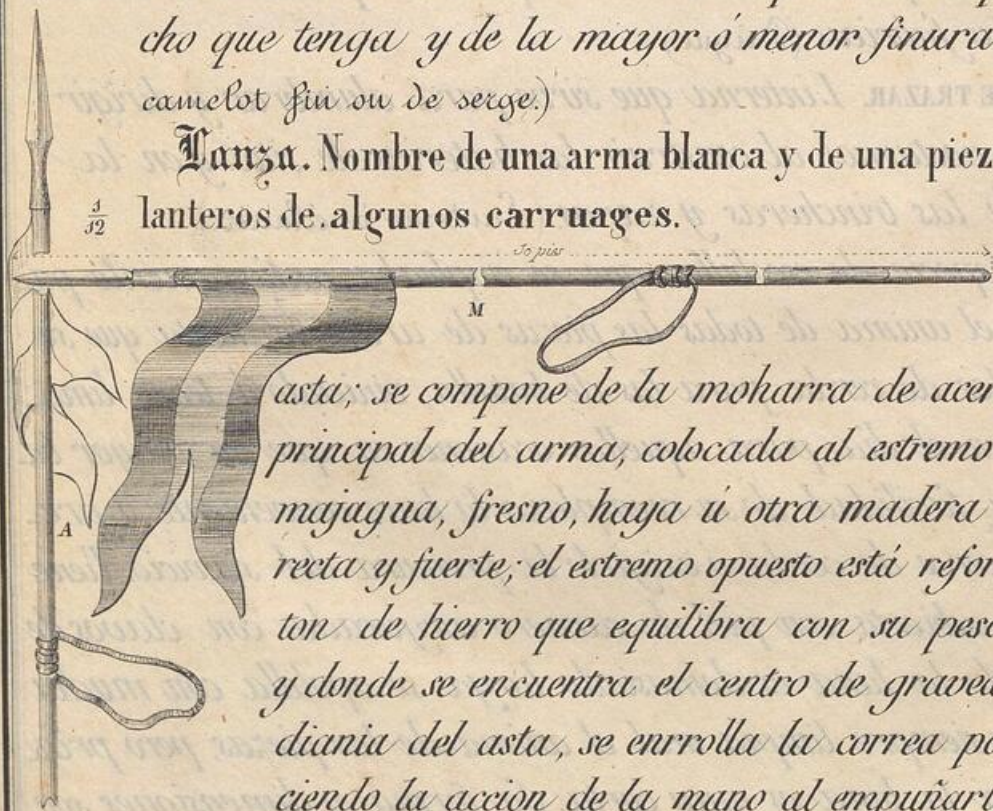 cho que tenga y de la mayor ó menor finura
camelot fin ou de serge.)
Lanza. Nombre de una arma blanca y de una piez
1/12 lanteros de algunos carruages.
10 pies
M
asta; se compone de la moharra de acer
principal del arma, colocada al estremo
majagua, fresno, haya ú otra madera
A
recta y fuerte; el estremo opuesto está refor
ton de hierro que equilibra con su peso
y donde se encuentra el centro de graved
diania del asta, se enrrolla la correa po
ciendo la accion de la mano al empuñarl